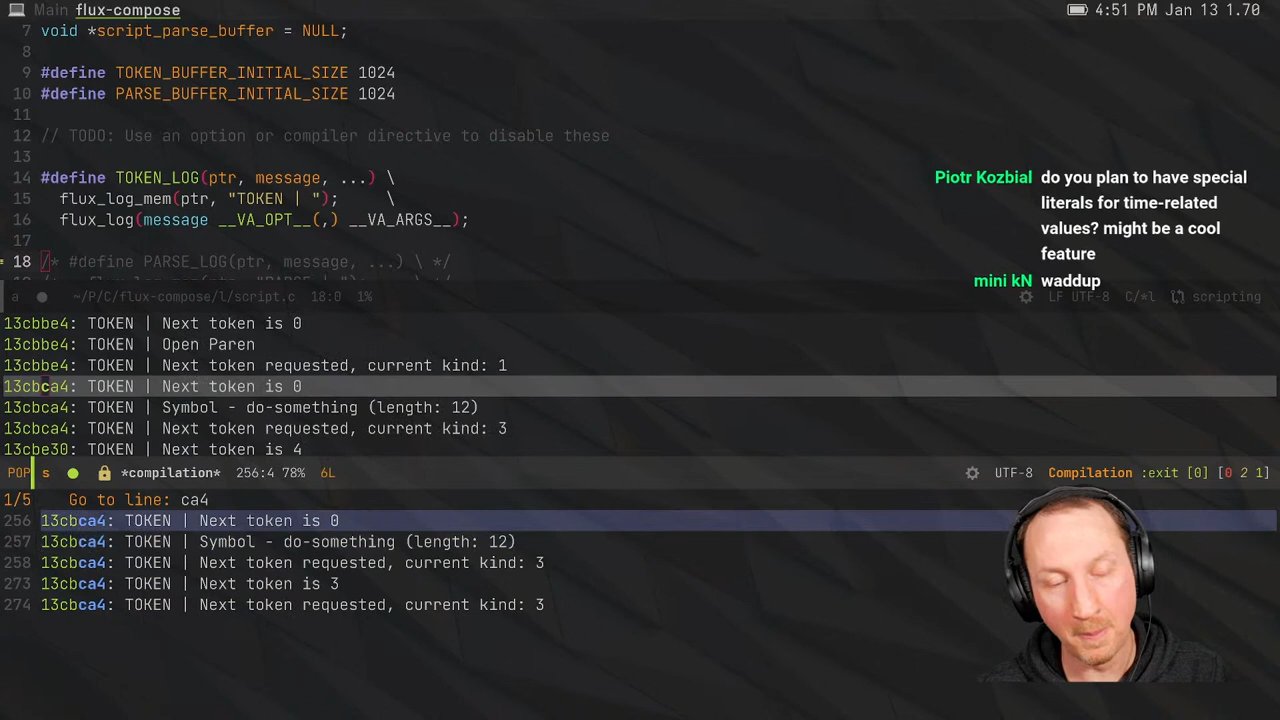 Main flux-compose
4:51 PM Jan 13 1.70
7 void *script_parse_buffer = NULL;
8
9 #define TOKEN_BUFFER_INITIAL_SIZE 1024
10 #define PARSE_BUFFER_INITIAL_SIZE 1024
11
12 // TODO: Use an option or compiler directive to disable these
13
14 #define TOKEN_LOG(ptr, message, ...) \
15 flux_log_mem(ptr, "TOKEN | "); \
16 flux_log(message __VA_OPT__(,) __VA_ARGS__);
17
18 /* #define PARSE_LOG(ptr, message, ...) \ */
Piotr Kozbial do you plan to have special
literals for time-related
values? might be a cool
feature
mini kN waddup
a ~/P/C/flux-compose/l/script.c 18:0 1% LF UTF-8 C/*l scripting
13cbbe4: TOKEN | Next token is 0
13cbbe4: TOKEN | Open Paren
13cbbe4: TOKEN | Next token requested, current kind: 1
13cbca4: TOKEN | Next token is 0
13cbca4: TOKEN | Symbol - do-something (length: 12)
13cbca4: TOKEN | Next token requested, current kind: 3
13cbe30: TOKEN | Next token is 4
POP s *compilation* 256:4 78% 6L UTF-8 Compilation :exit [0] [0 2 1]
1/5 Go to line: ca4
256 13cbca4: TOKEN | Next token is 0
257 13cbca4: TOKEN | Symbol - do-something (length: 12)
258 13cbca4: TOKEN | Next token requested, current kind: 3
273 13cbca4: TOKEN | Next token is 3
274 13cbca4: TOKEN | Next token requested, current kind: 3